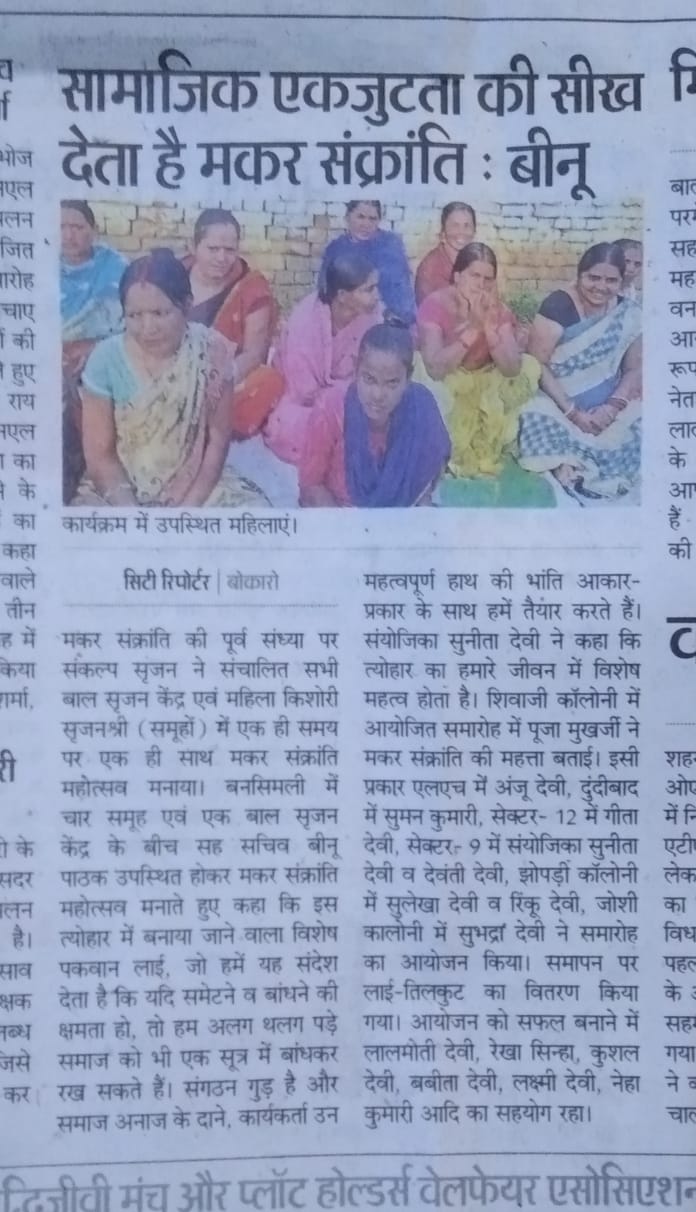 सामाजिक एकजुटता की सीख
देता है मकर संक्रांति : बीनू
कार्यक्रम में उपस्थित महिलाएं।
सिटी रिपोर्टर | बोकारो
मकर संक्रांति की पूर्व संध्या पर
संकल्प सृजन ने संचालित सभी
बाल सृजन केंद्र एवं महिला किशोरी
सृजनश्री (समूहों) में एक ही समय
पर एक ही साथ मकर संक्रांति
महोत्सव मनाया। बनसिमली में
चार समूह एवं एक बाल सृजन
केंद्र के बीच सह सचिव बीनू
पाठक उपस्थित होकर मकर संक्रांति
महोत्सव मनाते हुए कहा कि इस
त्योहार में बनाया जाने वाला विशेष
पकवान लाई, जो हमें यह संदेश
देता है कि यदि समेटने व बांधने की
क्षमता हो, तो हम अलग थलग पड़े
समाज को भी एक सूत्र में बांधकर
रख सकते हैं। संगठन गुड़ है और
समाज अनाज के दाने, कार्यकर्ता उन
महत्वपूर्ण हाथ की भांति आकार-
प्रकार के साथ हमें तैयार करते हैं।
संयोजिका सुनीता देवी ने कहा कि
त्योहार का हमारे जीवन में विशेष
महत्व होता है। शिवाजी कॉलोनी में
आयोजित समारोह में पूजा मुखर्जी ने
मकर संक्रांति की महत्ता बताई। इसी
प्रकार एलएच में अंजू देवी, दुंदीबाद
में सुमन कुमारी, सेक्टर- 12 में गीता
देवी, सेक्टर- 9 में संयोजिका सुनीता
देवी व देवंती देवी, झोपड़ी कॉलोनी
में सुलेखा देवी व रिंकू देवी, जोशी
कालोनी में सुभद्रा देवी ने समारोह
का आयोजन किया। समापन पर
लाई-तिलकुट का वितरण किया
गया। आयोजन को सफल बनाने में
लालमोती देवी, रेखा सिन्हा, कुशल
देवी, बबीता देवी, लक्ष्मी देवी, नेहा
कुमारी आदि का सहयोग रहा।
मंच और प्लॉट होल्डर्स वेलफेयर एसोसिएशन